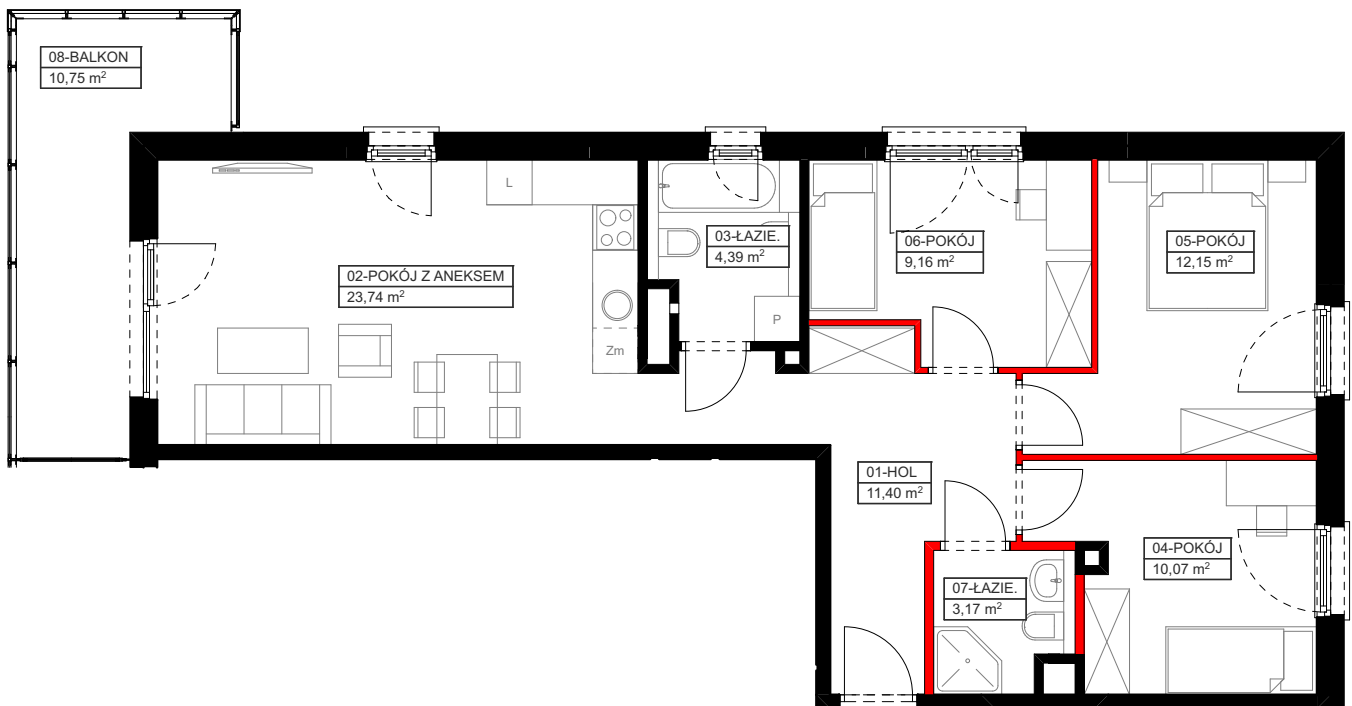 08-BALKON
10,75 m²
L
02-POKÓJ Z ANEKSEM
23,74 m²
Zm
03-ŁAZIE.
4,39 m²
P
06-POKÓJ
9,16 m²
05-POKÓJ
12,15 m²
01-HOL
11,40 m²
04-POKÓJ
10,07 m²
07-ŁAZIE.
3,17 m²